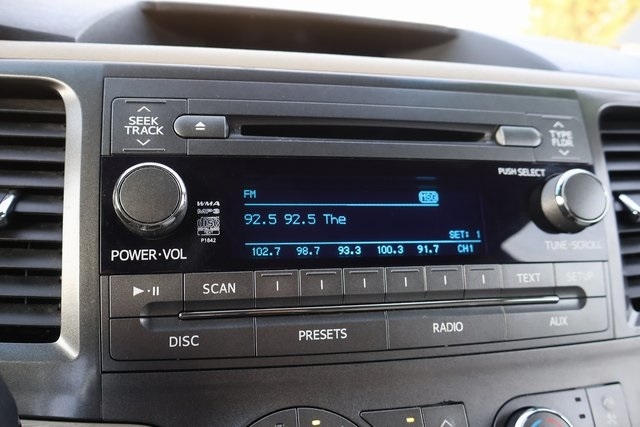 SEEK
TRACK
TYPE
FLDR
PUSH SELECT
FM
MSG
WMA
MP3
92.5 92.5 The
P1842
SET: 1
POWER·VOL
102.7 98.7 93.3 100.3 91.7 CH1
TUNE·SCROLL
SCAN
TEXT
SETUP
DISC
PRESETS
RADIO
AUX